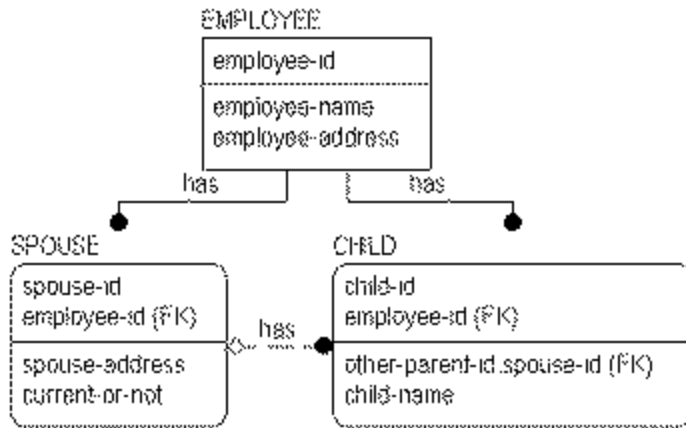 EMPLOYEE
employee-id
employee-name
employee-address
has
has
SPOUSE
spouse-id
employee-id (FK)
spouse-address
current-or-not
has
CHILD
child-id
employee-id (FK)
other-parent-id.spouse-id (FK)
child-name